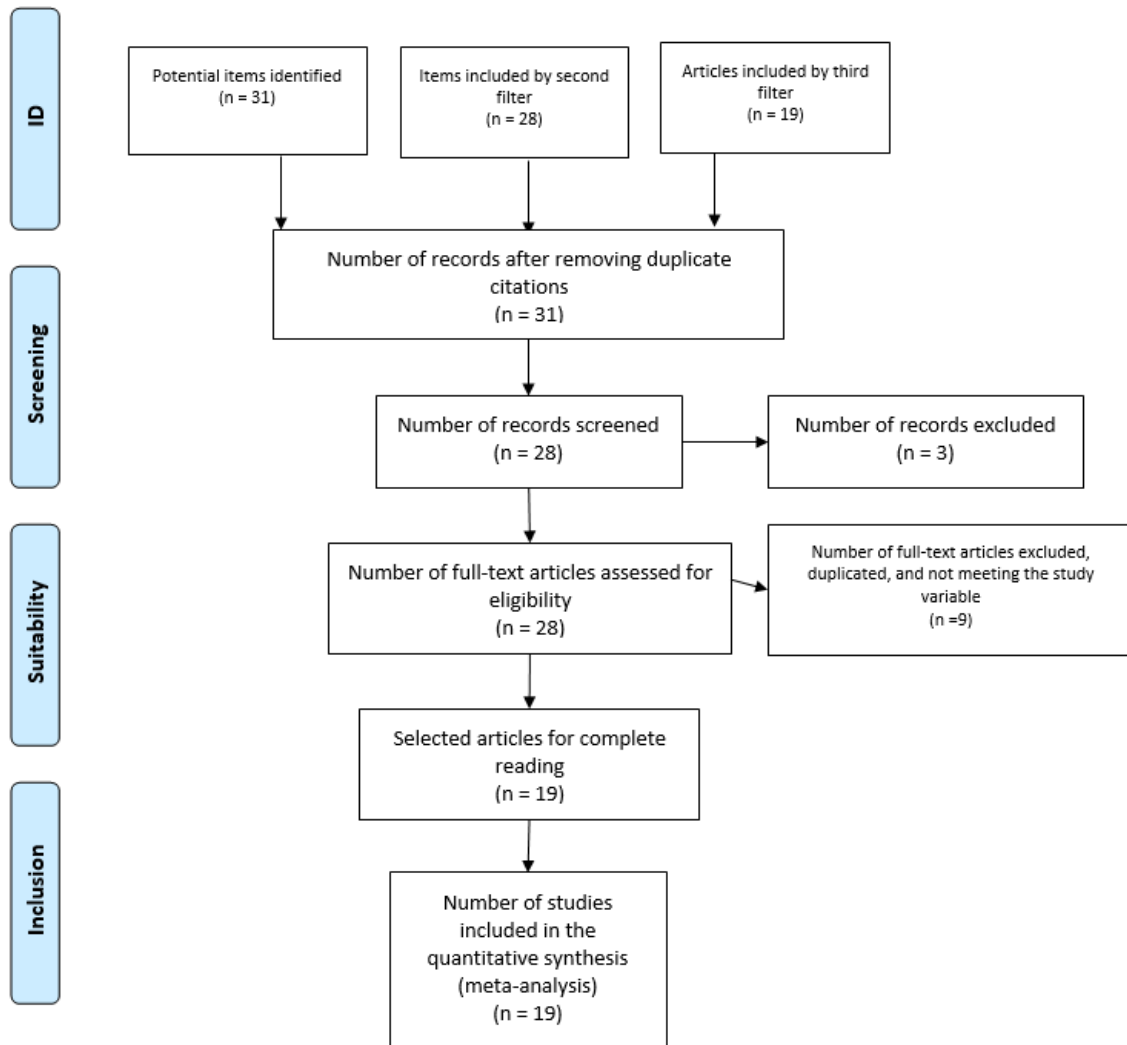 ID
Potential items identified
(n = 31)
Items included by second
filter
(n = 28)
Articles included by third
filter
(n = 19)
Number of records after removing duplicate
citations
(n = 31)
Screening
Number of records screened
(n = 28)
Number of records excluded
(n = 3)
Suitability
Number of full-text articles assessed for
eligibility
(n = 28)
Number of full-text articles excluded,
duplicated, and not meeting the study
variable
(n =9)
Selected articles for complete
reading
(n = 19)
Inclusion
Number of studies
included in the
quantitative synthesis
(meta-analysis)
(n = 19)